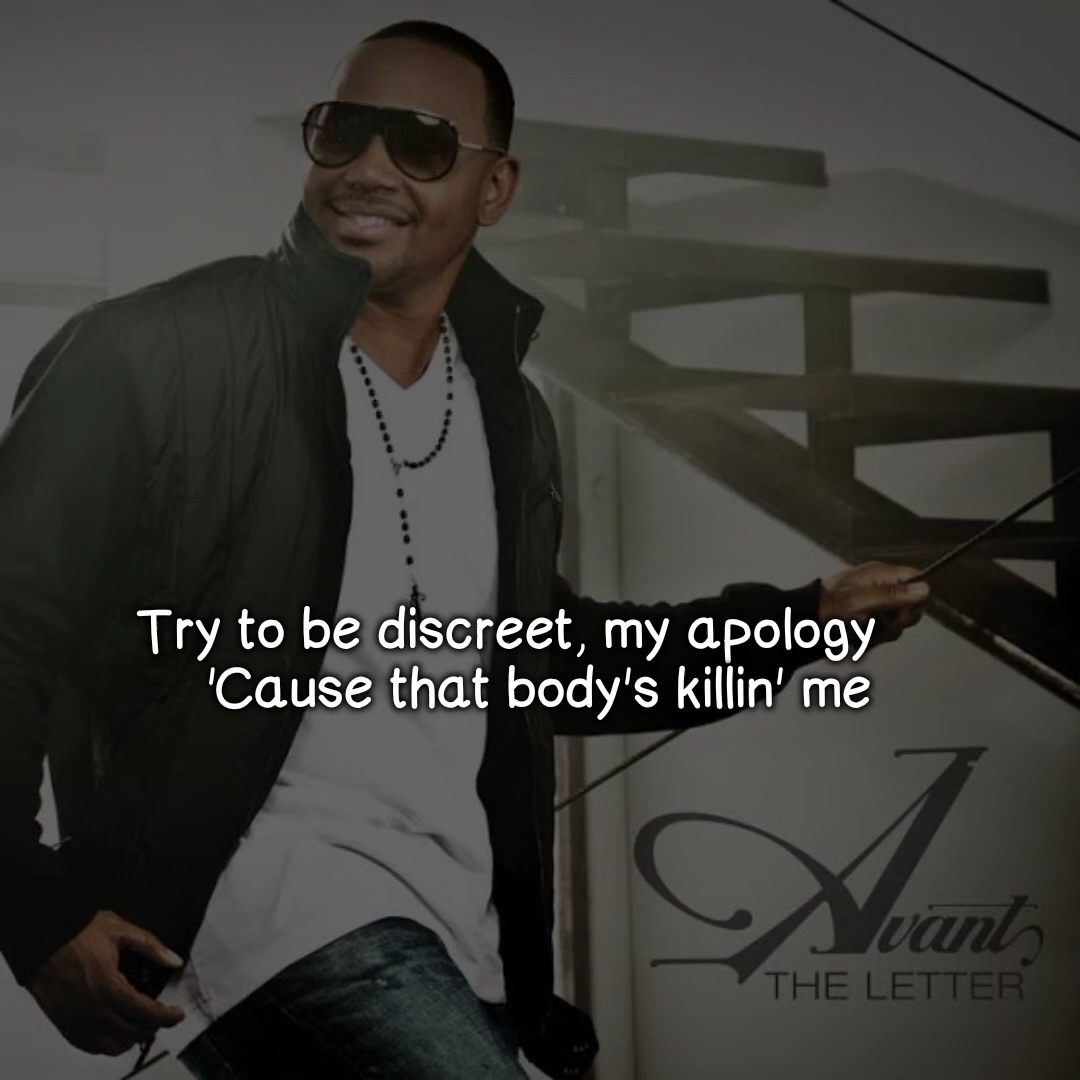 Try to be discreet, my apology
'Cause that body's killin' me
Avant
THE LETTER